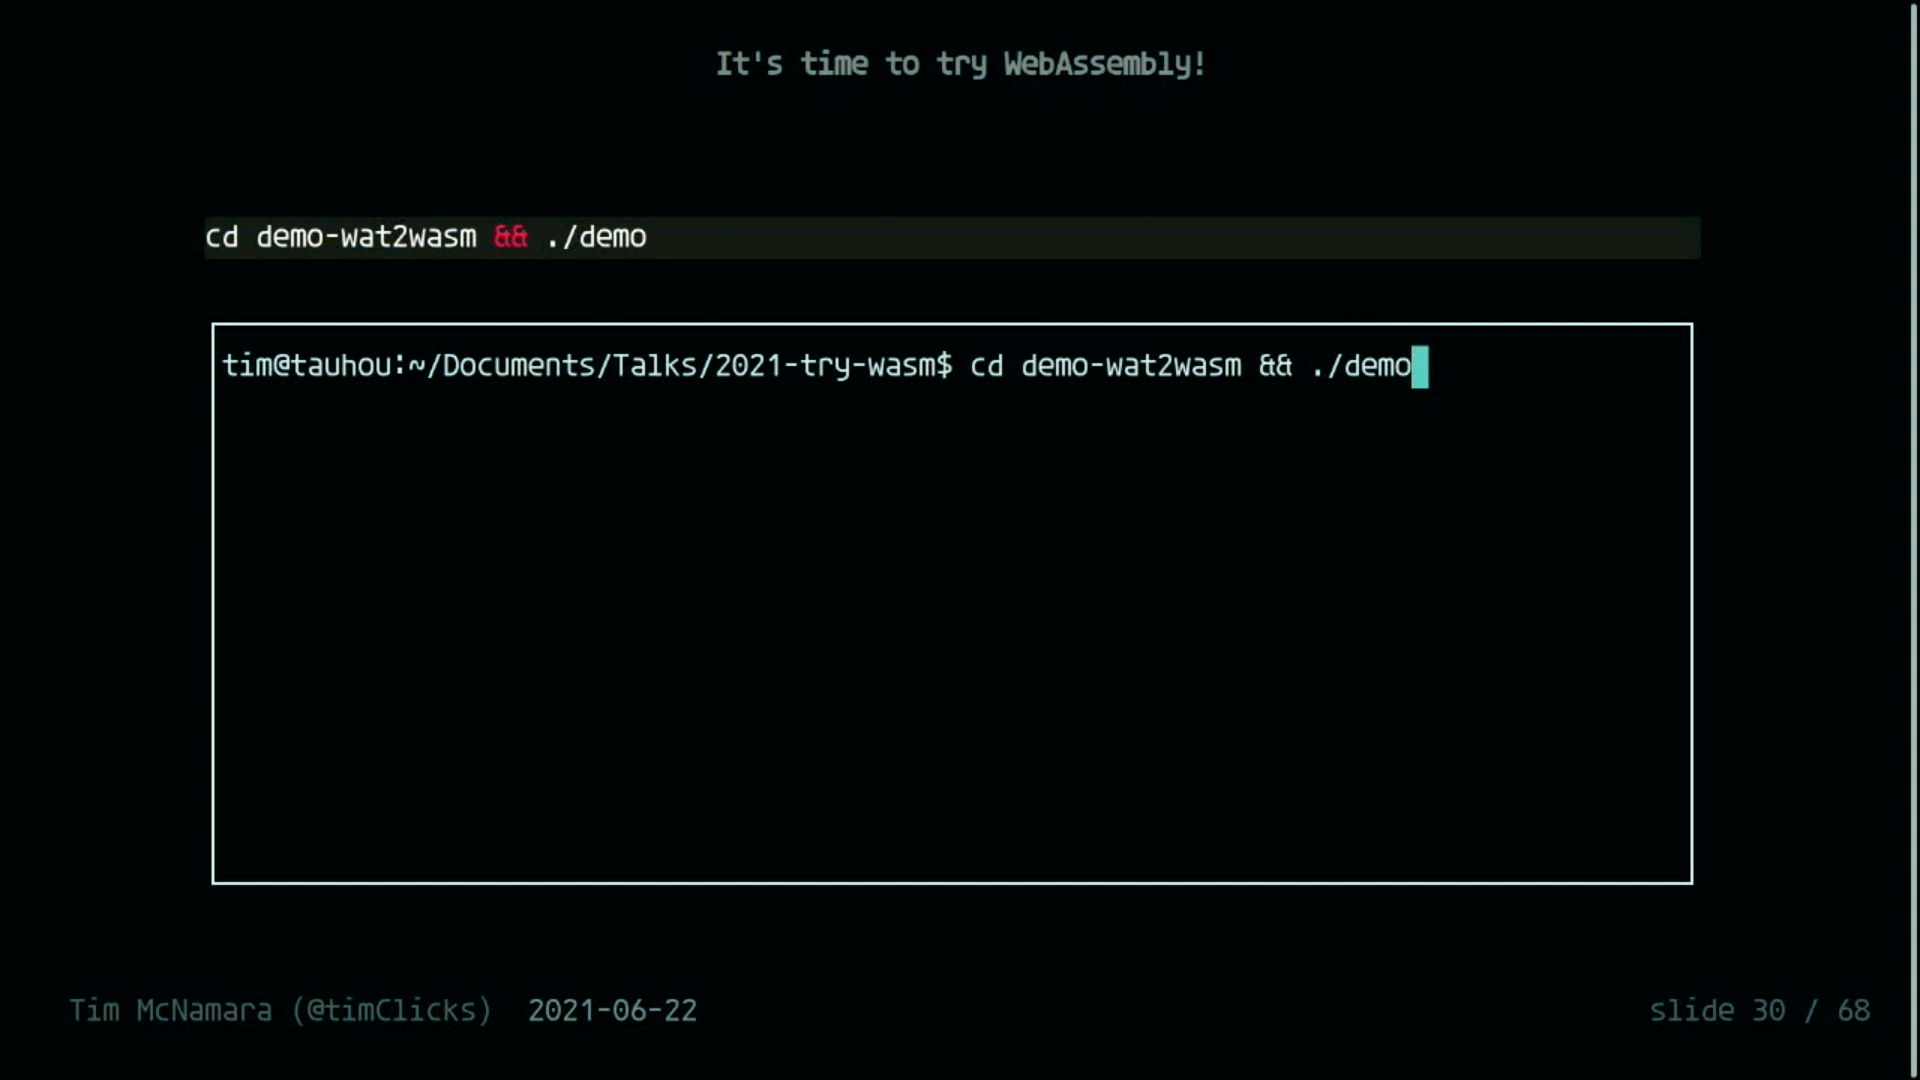 It's time to try WebAssembly!
cd demo-wat2wasm && ./demo
tim@tauhou:~/Documents/Talks/2021-try-wasm$ cd demo-wat2wasm && ./demo
Tim McNamara (@timClicks) 2021-06-22
slide 30 / 68